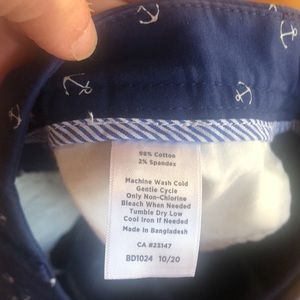 98% Cotton
2% Spandex
Machine Wash Cold
Gentle Cycle
Only Non-Chlorine
Bleach When Needed
Tumble Dry Low
Cool Iron If Needed
Made In Bangladesh
CA #23147
BD1024 10/20